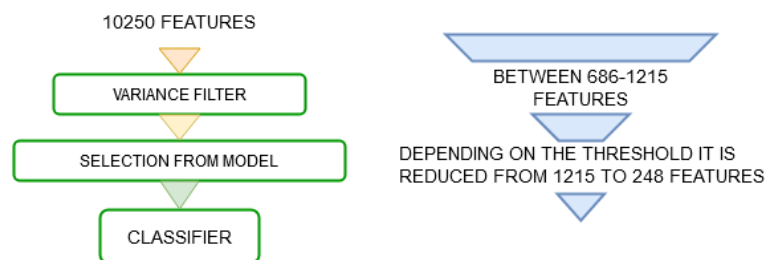 10250 FEATURES
VARIANCE FILTER
SELECTION FROM MODEL
CLASSIFIER
BETWEEN 686-1215
FEATURES
DEPENDING ON THE THRESHOLD IT IS
REDUCED FROM 1215 TO 248 FEATURES